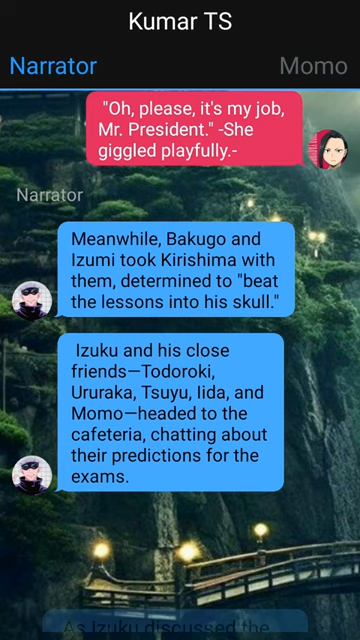 Kumar TS
Narrator
Momo
"Oh, please, it's my job,
Mr. President." -She
giggled playfully.-
Narrator
Meanwhile, Bakugo and
Izumi took Kirishima with
them, determined to "beat
the lessons into his skull."
Izuku and his close
friends—Todoroki,
Ururaka, Tsuyu, Iida, and
Momo—headed to the
cafeteria, chatting about
their predictions for the
exams.
As Izuku discussed the